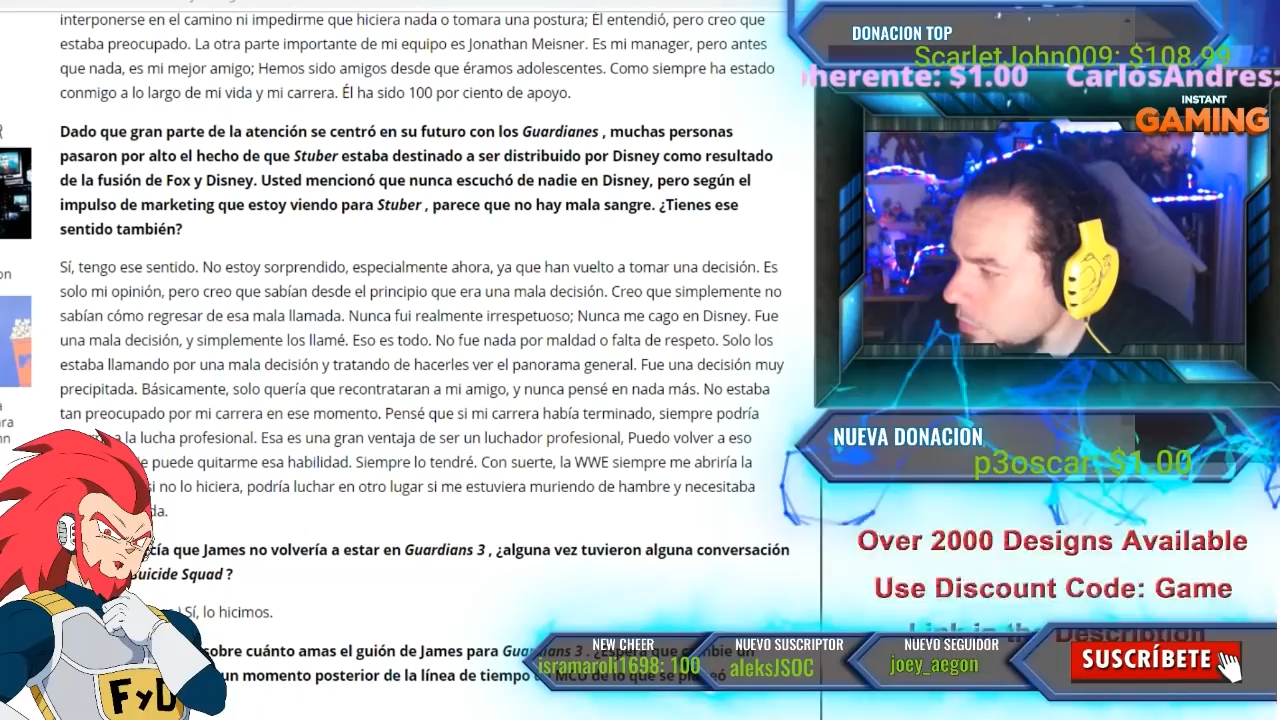 interponerse en el camino ni impedirme que hiciera nada o tomara una postura; Él entendió, pero creo que
estaba preocupado. La otra parte importante de mi equipo es Jonathan Meisner. Es mi manager, pero antes
que nada, es mi mejor amigo; Hemos sido amigos desde que éramos adolescentes. Como siempre ha estado
conmigo a lo largo de mi vida y mi carrera. Él ha sido 100 por ciento de apoyo.
Dado que gran parte de la atención se centró en su futuro con los Guardianes , muchas personas
pasaron por alto el hecho de que Stuber estaba destinado a ser distribuido por Disney como resultado
de la fusión de Fox y Disney. Usted mencionó que nunca escuchó de nadie en Disney, pero según el
impulso de marketing que estoy viendo para Stuber , parece que no hay mala sangre. ¿Tienes ese
sentido también?
Sí, tengo ese sentido. No estoy sorprendido, especialmente ahora, ya que han vuelto a tomar una decisión. Es
solo mi opinión, pero creo que sabían desde el principio que era una mala decisión. Creo que simplemente no
sabían cómo regresar de esa mala llamada. Nunca fui realmente irrespetuoso; Nunca me cago en Disney. Fue
una mala decisión, y simplemente los llamé. Eso es todo. No fue nada por maldad o falta de respeto. Solo los
estaba llamando por una mala decisión y tratando de hacerles ver el panorama general. Fue una decisión muy
precipitada. Básicamente, solo quería que recontrataran a mi amigo, y nunca pensé en nada más. No estaba
tan preocupado por mi carrera en ese momento. Pensé que si mi carrera había terminado, siempre podría
a la lucha profesional. Esa es una gran ventaja de ser un luchador profesional, Puedo volver a eso
puede quitarme esa habilidad. Siempre lo tendré. Con suerte, la WWE siempre me abriría la
si no lo hiciera, podría luchar en otro lugar si me estuviera muriendo de hambre y necesitaba
que James no volvería a estar en Guardians 3 , ¿alguna vez tuvieron alguna conversación
Suicide Squad ?
Sí, lo hicimos.
sobre cuánto amas el guión de James para
un momento posterior de la línea de tiempo
DONACION TOP
ScarletJohn009: $108.99
herente: $1.00 CarlosAndres:
INSTANT
GAMING
NUEVA DONACION
p3oscar: $1.00
Over 2000 Designs Available
Use Discount Code: Game
Link in the Description
NEW CHEER
isramaroli1698: 100
NUEVO SUSCRIPTOR
aleksJSOC
NUEVO SEGUIDOR
joey_aegon
SUSCRÍBETE
FyD